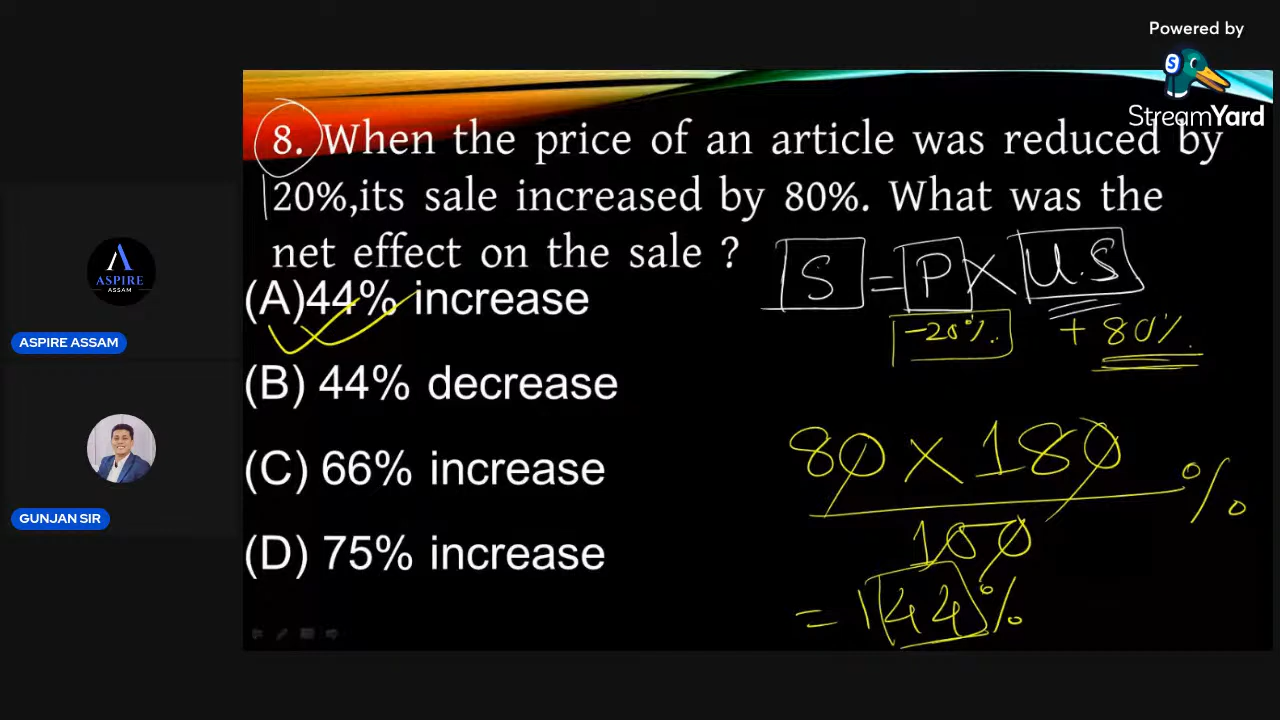 Powered by
StreamYard
8. When the price of an article was reduced by
20%,its sale increased by 80%. What was the
net effect on the sale ?
S = P × U.S
-20% +80%
(A)44% increase
(B) 44% decrease
(C) 66% increase
(D) 75% increase
80 × 180 %
100
= 144%
A
ASPIRE
ASSAM
ASPIRE ASSAM
GUNJAN SIR